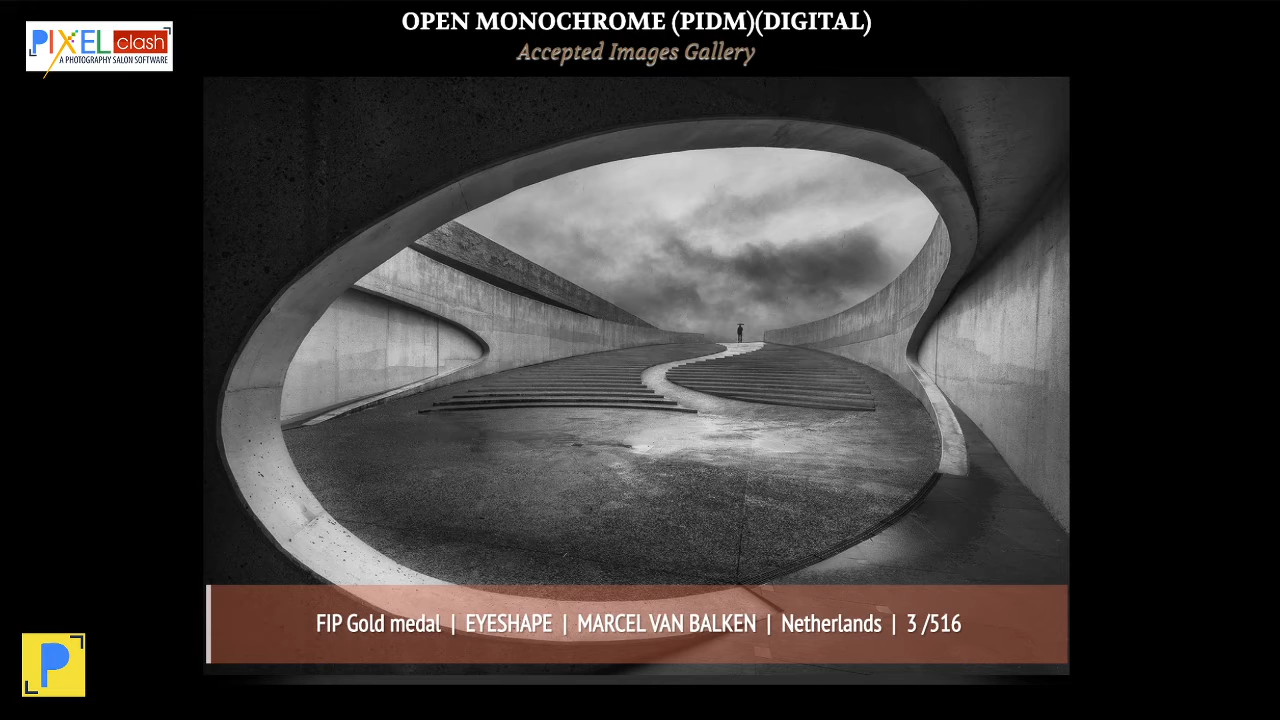 OPEN MONOCHROME (PIDM)(DIGITAL)
Accepted Images Gallery
PIXEL clash
A PHOTOGRAPHY SALON SOFTWARE
FIP Gold medal | EYESHAPE | MARCEL VAN BALKEN | Netherlands | 3 /516
P